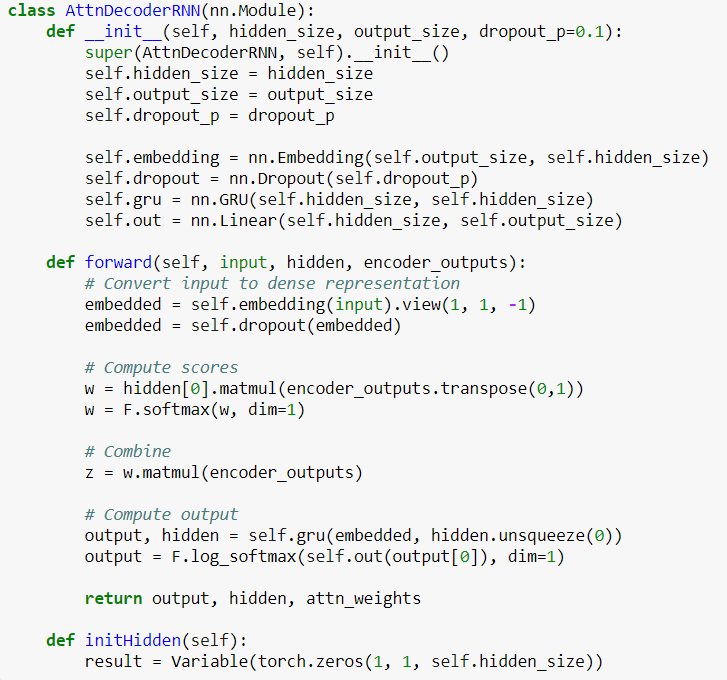 class AttnDecoderRNN(nn.Module):
    def __init__(self, hidden_size, output_size, dropout_p=0.1):
        super(AttnDecoderRNN, self).__init__()
        self.hidden_size = hidden_size
        self.output_size = output_size
        self.dropout_p = dropout_p

        self.embedding = nn.Embedding(self.output_size, self.hidden_size)
        self.dropout = nn.Dropout(self.dropout_p)
        self.gru = nn.GRU(self.hidden_size, self.hidden_size)
        self.out = nn.Linear(self.hidden_size, self.output_size)

    def forward(self, input, hidden, encoder_outputs):
        # Convert input to dense representation
        embedded = self.embedding(input).view(1, 1, -1)
        embedded = self.dropout(embedded)

        # Compute scores
        w = hidden[0].matmul(encoder_outputs.transpose(0,1))
        w = F.softmax(w, dim=1)

        # Combine
        z = w.matmul(encoder_outputs)

        # Compute output
        output, hidden = self.gru(embedded, hidden.unsqueeze(0))
        output = F.log_softmax(self.out(output[0]), dim=1)

        return output, hidden, attn_weights

    def initHidden(self):
        result = Variable(torch.zeros(1, 1, self.hidden_size))